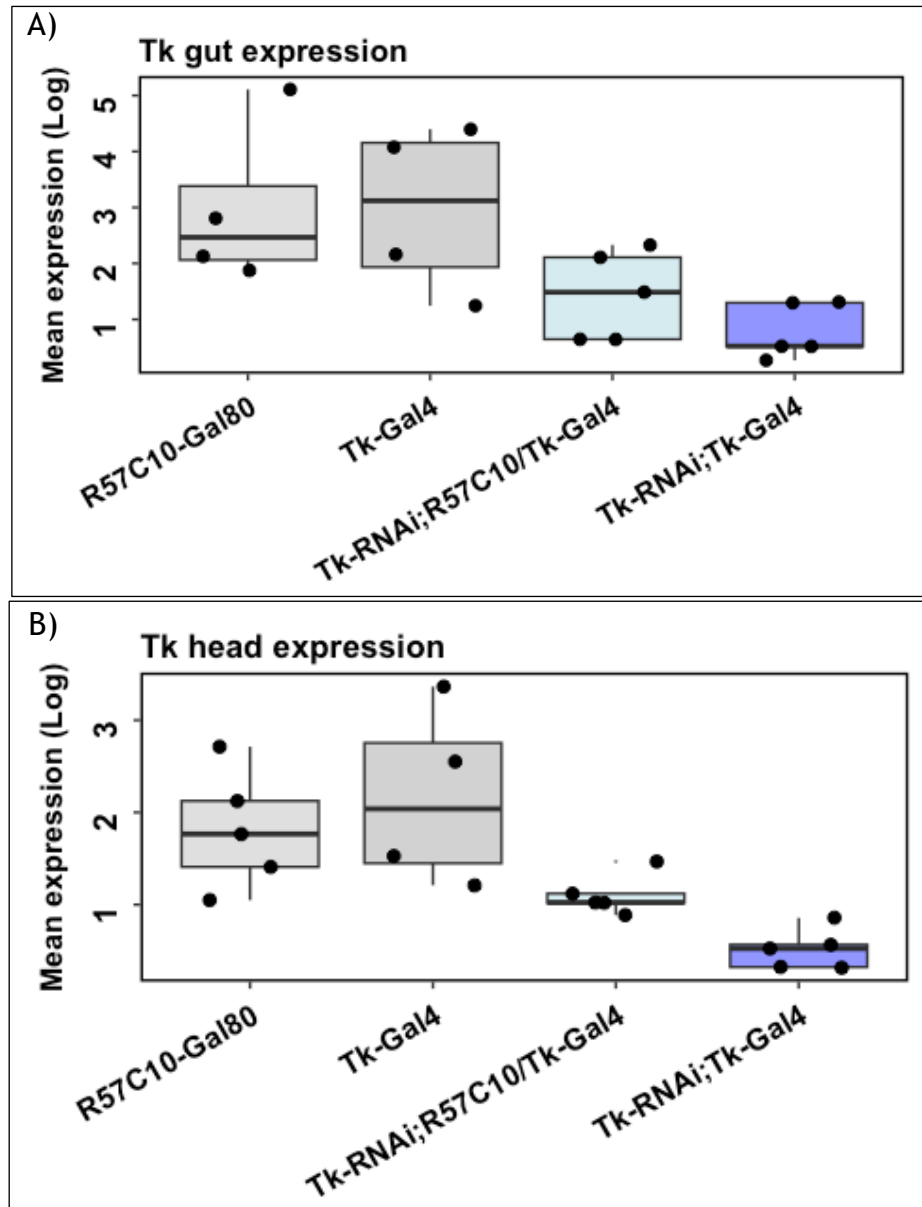 A)
Tk gut expression
Mean expression (Log)
5
4
3
2
1
R57C10-Gal80
Tk-Gal4
Tk-RNAi;R57C10/Tk-Gal4
Tk-RNAi;Tk-Gal4
B)
Tk head expression
Mean expression (Log)
3
2
1
R57C10-Gal80
Tk-Gal4
Tk-RNAi;R57C10/Tk-Gal4
Tk-RNAi;Tk-Gal4